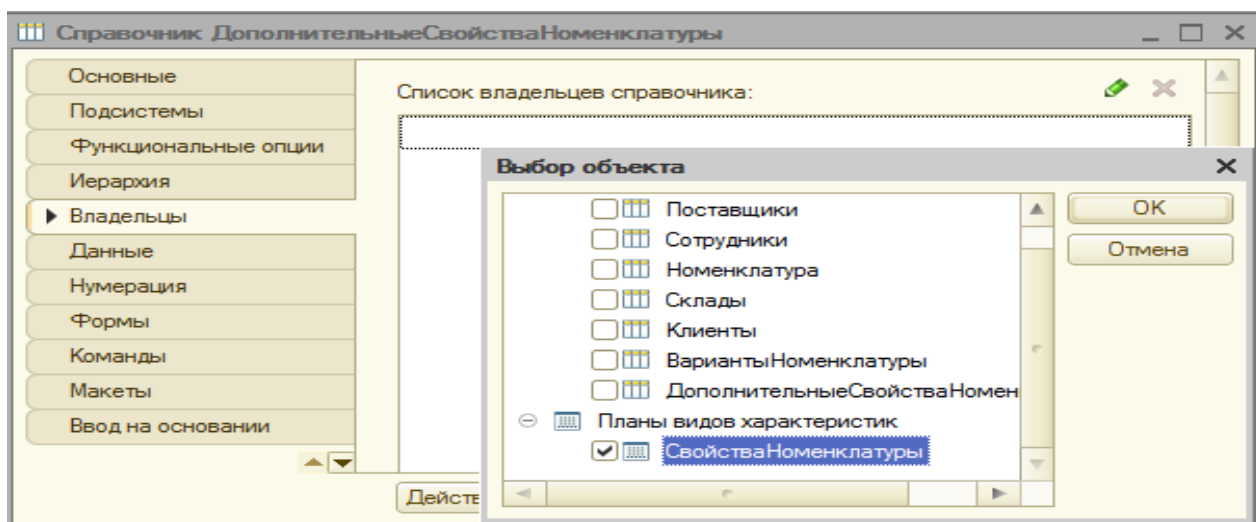 Справочник ДополнительныеСвойстваНоменклатуры
Основные
Подсистемы
Функциональные опции
Иерархия
Владельцы
Данные
Нумерация
Формы
Команды
Макеты
Ввод на основании
Список владельцев справочника:
Действ
Выбор объекта
Поставщики
Сотрудники
Номенклатура
Склады
Клиенты
ВариантыНоменклатуры
ДополнительныеСвойстваНомен
Планы видов характеристик
СвойстваНоменклатуры
OK
Отмена